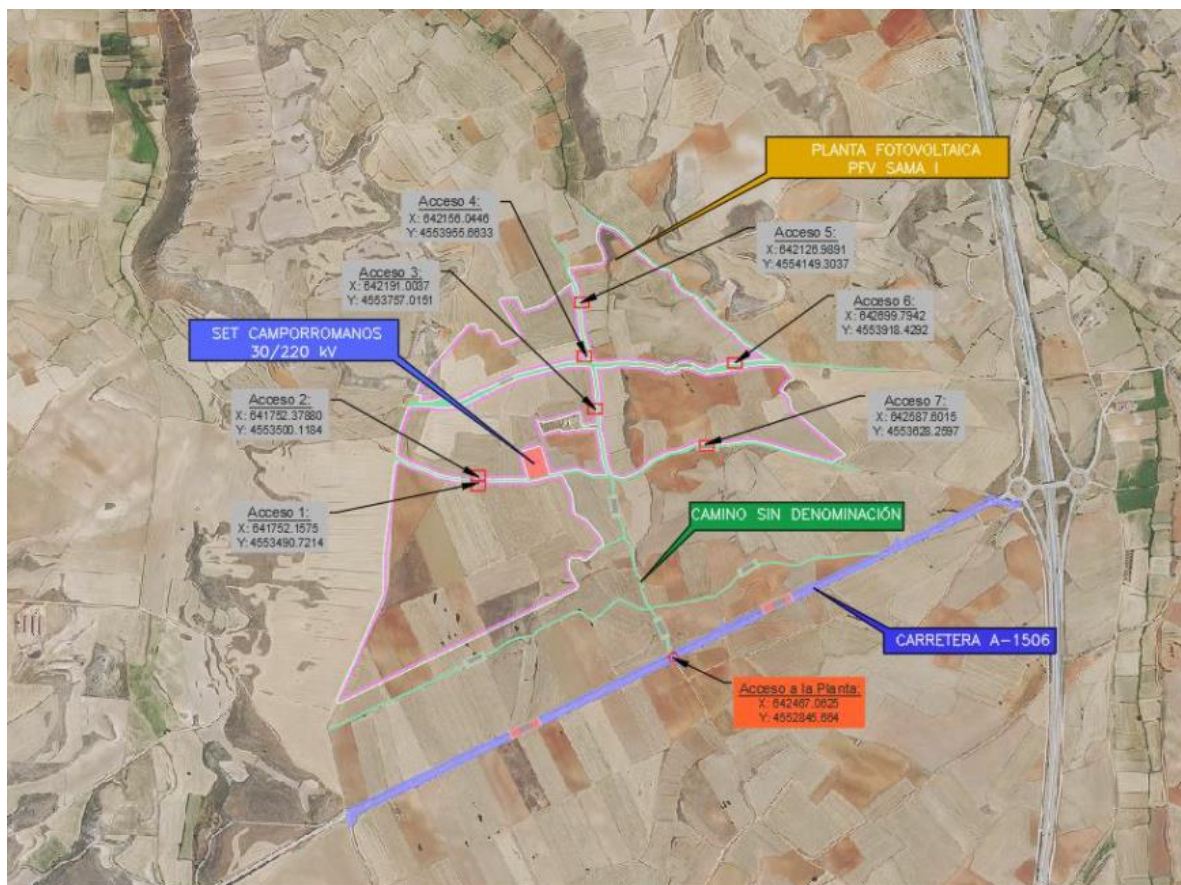 PLANTA FOTOVOLTAICA
PFV SAMA I
Acceso 4:
X: 642156.0446
Y: 4553955.6633
Acceso 5:
X: 642126.9891
Y: 4554149.3037
Acceso 3:
X: 642191.0037
Y: 4553757.0151
Acceso 6:
X: 642699.7942
Y: 4553918.4292
SET CAMPORROMANOS
30/220 kV
Acceso 2:
X: 641752.37880
Y: 4553500.1184
Acceso 7:
X: 642587.6015
Y: 4553628.2597
Acceso 1:
X: 641752.1575
Y: 4553490.7214
CAMINO SIN DENOMINACIÓN
CARRETERA A-1506
Acceso a la Planta:
X: 642467.0625
Y: 4552845.664